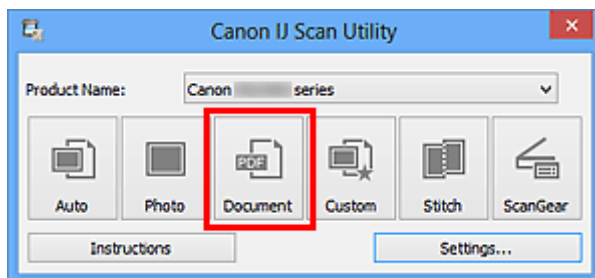 Canon IJ Scan Utility
Product Name: Canon series
PDF
Auto Photo Document Custom Stitch ScanGear
Instructions Settings...